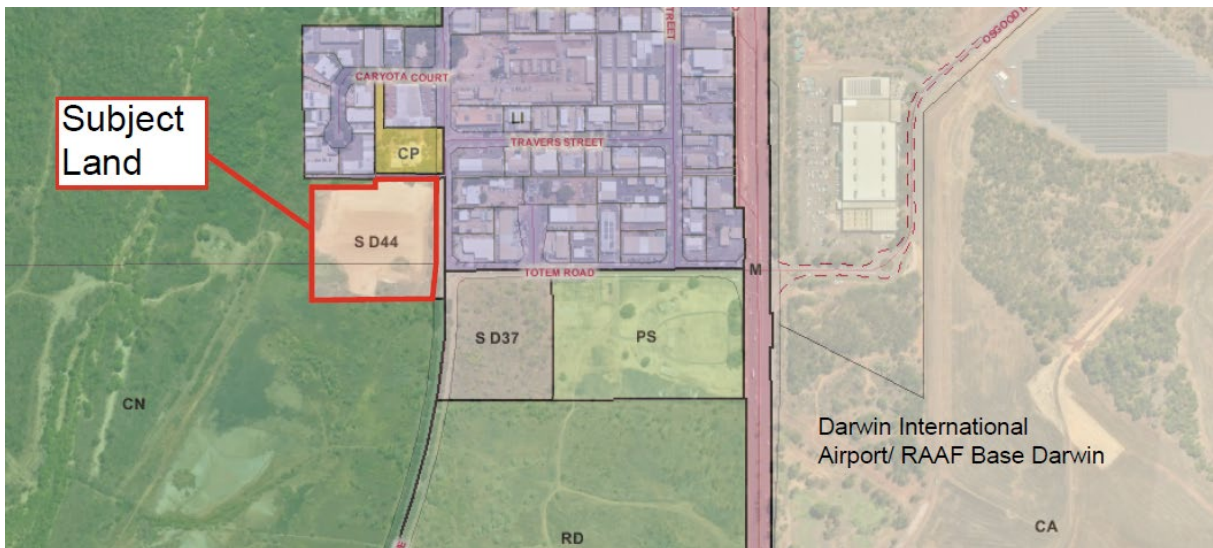 STREET
OSGOOD D
CARYOTA COURT
Subject
Land
LI
TRAVERS STREET
CP
S D44
TOTEM ROAD
M
S D37
PS
CN
Darwin International
Airport/ RAAF Base Darwin
RD
CA